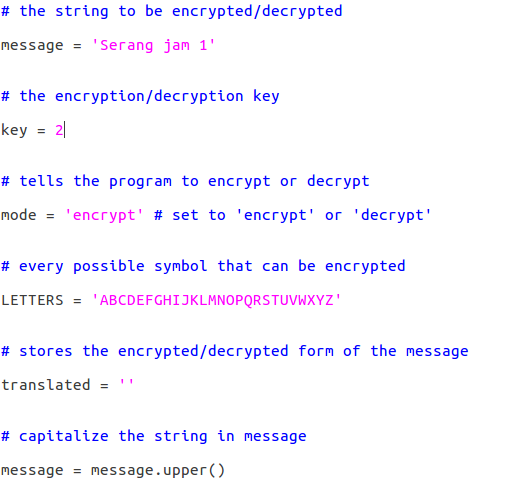 # the string to be encrypted/decrypted
message = 'Serang jam 1'
# the encryption/decryption key
key = 2
# tells the program to encrypt or decrypt
mode = 'encrypt' # set to 'encrypt' or 'decrypt'
# every possible symbol that can be encrypted
LETTERS = 'ABCDEFGHIJKLMNOPQRSTUVWXYZ'
# stores the encrypted/decrypted form of the message
translated = ''
# capitalize the string in message
message = message.upper()